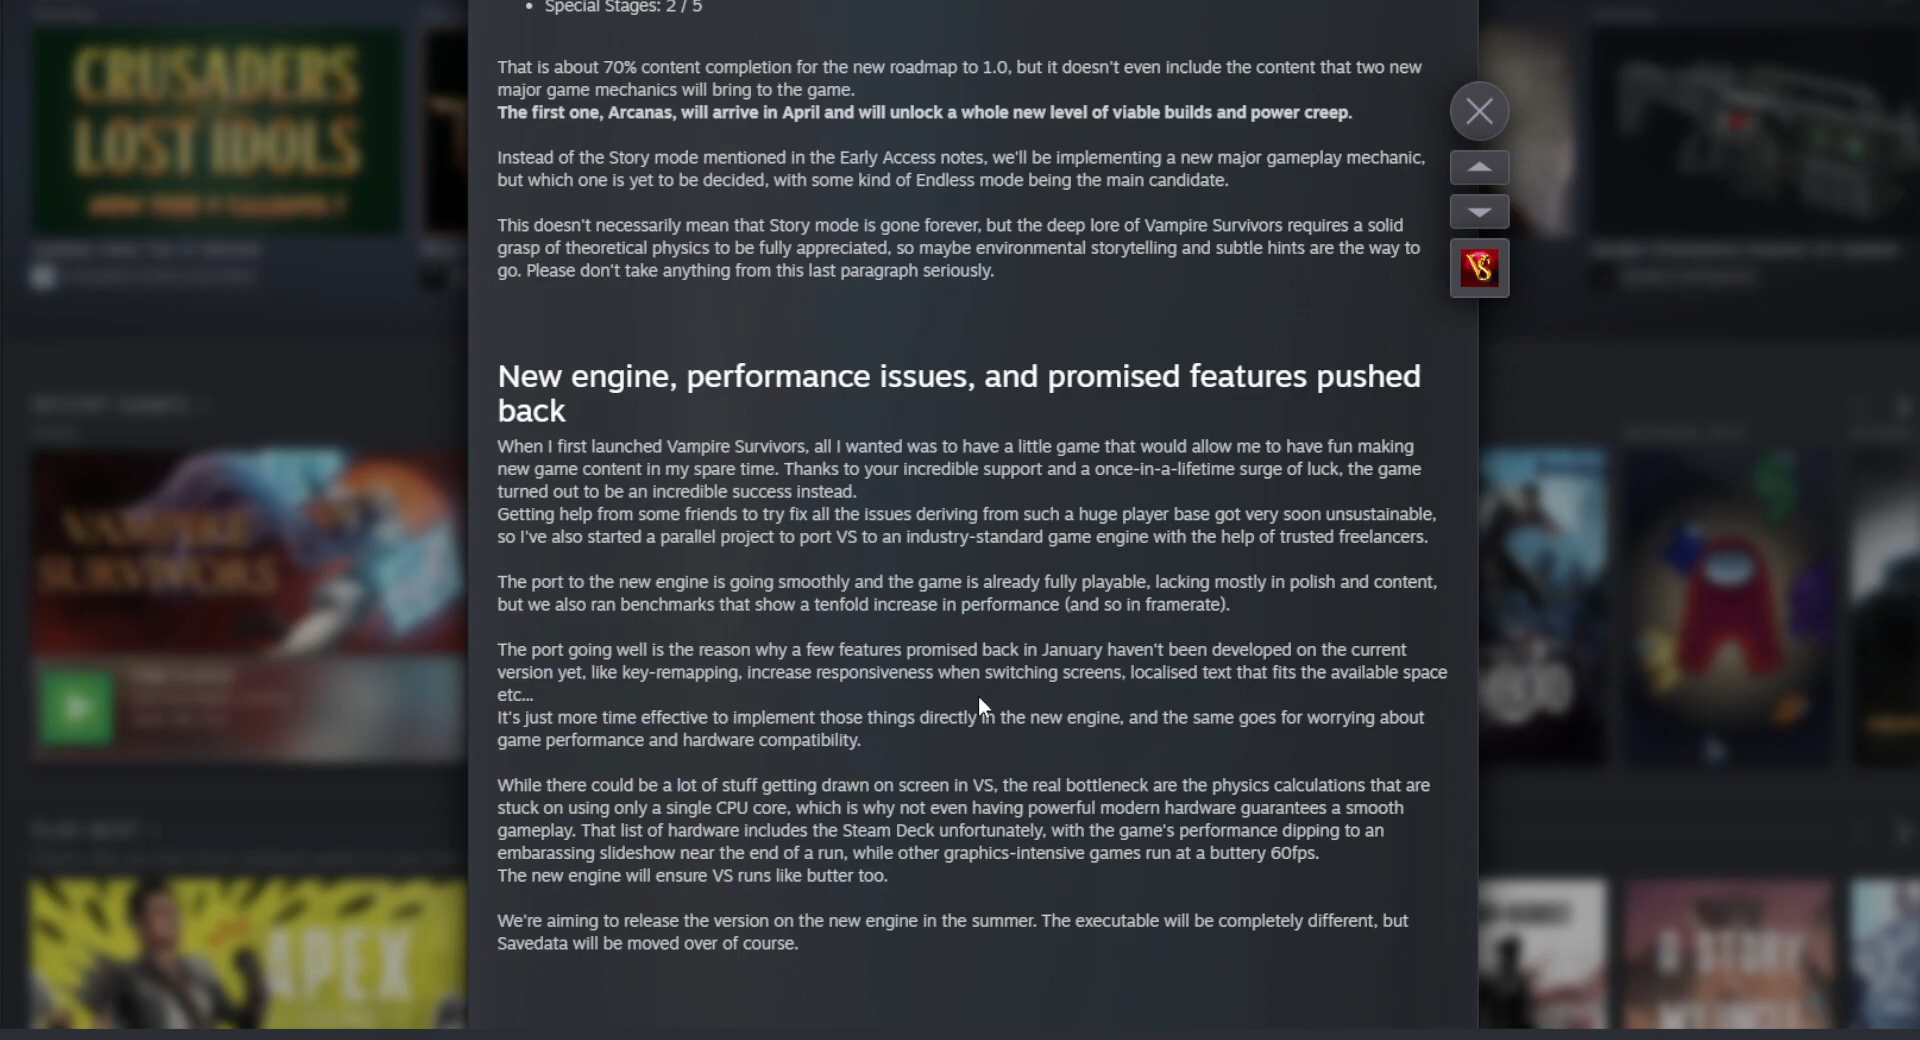 Special Stages: 2 / 5
That is about 70% content completion for the new roadmap to 1.0, but it doesn't even include the content that two new
major game mechanics will bring to the game.
The first one, Arcanas, will arrive in April and will unlock a whole new level of viable builds and power creep.
Instead of the Story mode mentioned in the Early Access notes, we'll be implementing a new major gameplay mechanic,
but which one is yet to be decided, with some kind of Endless mode being the main candidate.
This doesn't necessarily mean that Story mode is gone forever, but the deep lore of Vampire Survivors requires a solid
grasp of theoretical physics to be fully appreciated, so maybe environmental storytelling and subtle hints are the way to
go. Please don't take anything from this last paragraph seriously.
New engine, performance issues, and promised features pushed
back
When I first launched Vampire Survivors, all I wanted was to have a little game that would allow me to have fun making
new game content in my spare time. Thanks to your incredible support and a once-in-a-lifetime surge of luck, the game
turned out to be an incredible success instead.
Getting help from some friends to try fix all the issues deriving from such a huge player base got very soon unsustainable,
so I've also started a parallel project to port VS to an industry-standard game engine with the help of trusted freelancers.
The port to the new engine is going smoothly and the game is already fully playable, lacking mostly in polish and content,
but we also ran benchmarks that show a tenfold increase in performance (and so in framerate).
The port going well is the reason why a few features promised back in January haven't been developed on the current
version yet, like key-remapping, increase responsiveness when switching screens, localised text that fits the available space
etc...
It's just more time effective to implement those things directly in the new engine, and the same goes for worrying about
game performance and hardware compatibility.
While there could be a lot of stuff getting drawn on screen in VS, the real bottleneck are the physics calculations that are
stuck on using only a single CPU core, which is why not even having powerful modern hardware guarantees a smooth
gameplay. That list of hardware includes the Steam Deck unfortunately, with the game's performance dipping to an
embarassing slideshow near the end of a run, while other graphics-intensive games run at a buttery 60fps.
The new engine will ensure VS runs like butter too.
We're aiming to release the version on the new engine in the summer. The executable will be completely different, but
Savedata will be moved over of course.
CRUSADERS
LOST IDOLS
VAMPIRE
SURVIVORS
APEX
VS
A STORY